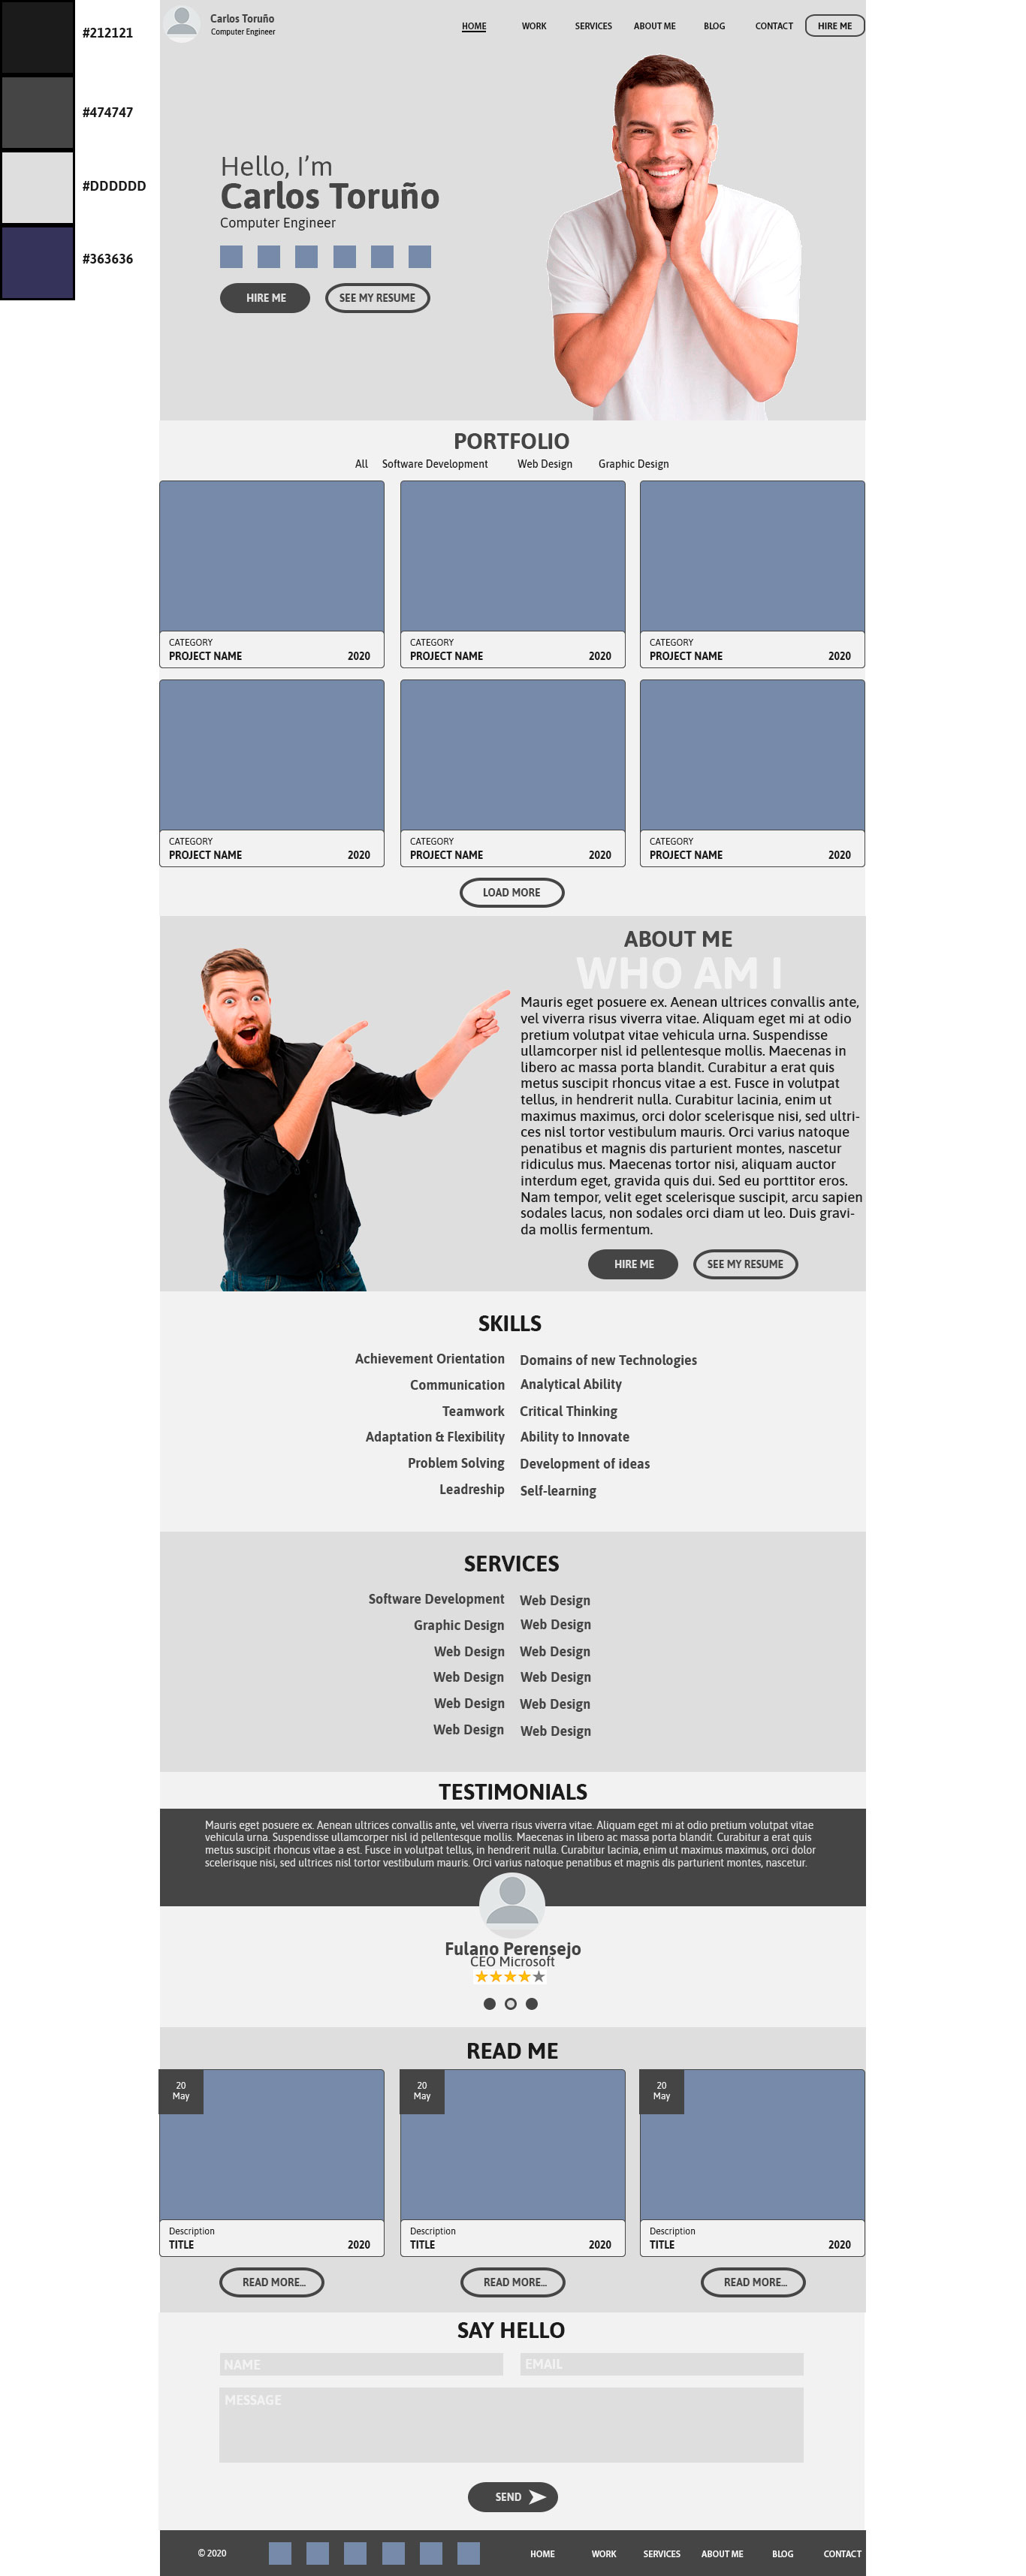 #212121
#474747
#DDDDDD
#363636
Carlos Toruño
Computer Engineer
HOME WORK SERVICES ABOUT ME BLOG CONTACT HIRE ME
Hello, I'm
Carlos Toruño
Computer Engineer
HIRE ME SEE MY RESUME
PORTFOLIO
All Software Development Web Design Graphic Design
CATEGORY
PROJECT NAME 2020
CATEGORY
PROJECT NAME 2020
CATEGORY
PROJECT NAME 2020
CATEGORY
PROJECT NAME 2020
CATEGORY
PROJECT NAME 2020
CATEGORY
PROJECT NAME 2020
LOAD MORE
ABOUT ME
WHO AM I
Mauris eget posuere ex. Aenean ultrices convallis ante,
vel viverra risus viverra vitae. Aliquam eget mi at odio
pretium volutpat vitae vehicula urna. Suspendisse
ullamcorper nisl id pellentesque mollis. Maecenas in
libero ac massa porta blandit. Curabitur a erat quis
metus suscipit rhoncus vitae a est. Fusce in volutpat
tellus, in hendrerit nulla. Curabitur lacinia, enim ut
maximus maximus, orci dolor scelerisque nisi, sed ultri-
ces nisl tortor vestibulum mauris. Orci varius natoque
penatibus et magnis dis parturient montes, nascetur
ridiculus mus. Maecenas tortor nisi, aliquam auctor
interdum eget, gravida quis dui. Sed eu porttitor eros.
Nam tempor, velit eget scelerisque suscipit, arcu sapien
sodales lacus, non sodales orci diam ut leo. Duis gravi-
da mollis fermentum.
HIRE ME SEE MY RESUME
SKILLS
Achievement Orientation Domains of new Technologies
Communication Analytical Ability
Teamwork Critical Thinking
Adaptation & Flexibility Ability to Innovate
Problem Solving Development of ideas
Leadreship Self-learning
SERVICES
Software Development Web Design
Graphic Design Web Design
Web Design Web Design
Web Design Web Design
Web Design Web Design
Web Design Web Design
TESTIMONIALS
Mauris eget posuere ex. Aenean ultrices convallis ante, vel viverra risus viverra vitae. Aliquam eget mi at odio pretium volutpat vitae
vehicula urna. Suspendisse ullamcorper nisl id pellentesque mollis. Maecenas in libero ac massa porta blandit. Curabitur a erat quis
metus suscipit rhoncus vitae a est. Fusce in volutpat tellus, in hendrerit nulla. Curabitur lacinia, enim ut maximus maximus, orci dolor
scelerisque nisi, sed ultrices nisl tortor vestibulum mauris. Orci varius natoque penatibus et magnis dis parturient montes, nascetur.
Fulano Perensejo
CEO Microsoft
READ ME
20
May
Description
TITLE 2020
20
May
Description
TITLE 2020
20
May
Description
TITLE 2020
READ MORE... READ MORE... READ MORE...
SAY HELLO
NAME EMAIL
MESSAGE
SEND
© 2020 HOME WORK SERVICES ABOUT ME BLOG CONTACT